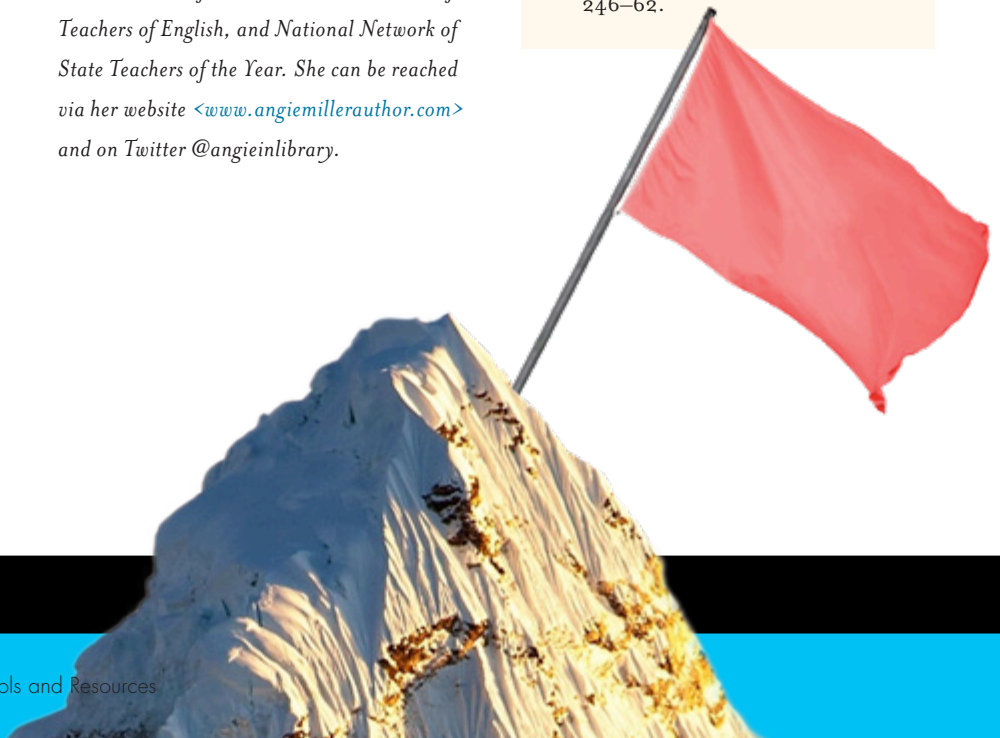 Teachers of English, and National Network of
State Teachers of the Year. She can be reached
via her website <www.angiemillerauthor.com>
and on Twitter @angieinlibrary.
246–62.
ols and Resources